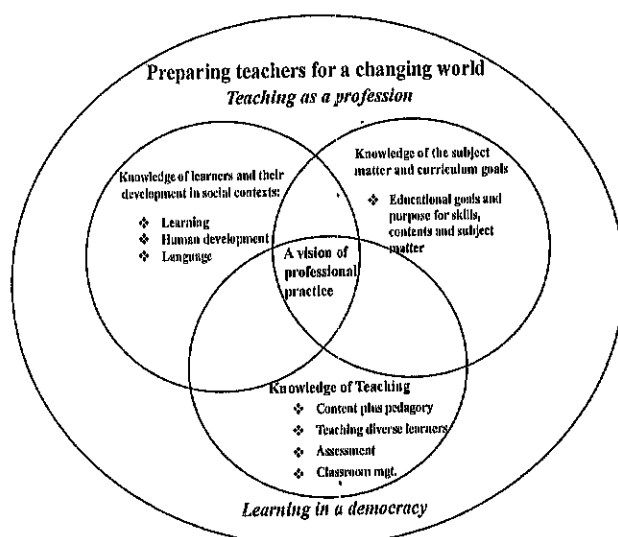 Preparing teachers for a changing world
Teaching as a profession
Knowledge of learners and their
development in social contexts:
❖ Learning
❖ Human development
❖ Language
Knowledge of the subject
matter and curriculum goals
❖ Educational goals and
purpose for skills,
contents and subject
matter
A vision of
professional
practice
Knowledge of Teaching
❖ Content plus pedagory
❖ Teaching diverse learners
❖ Assessment
❖ Classroom mgt.
Learning in a democracy